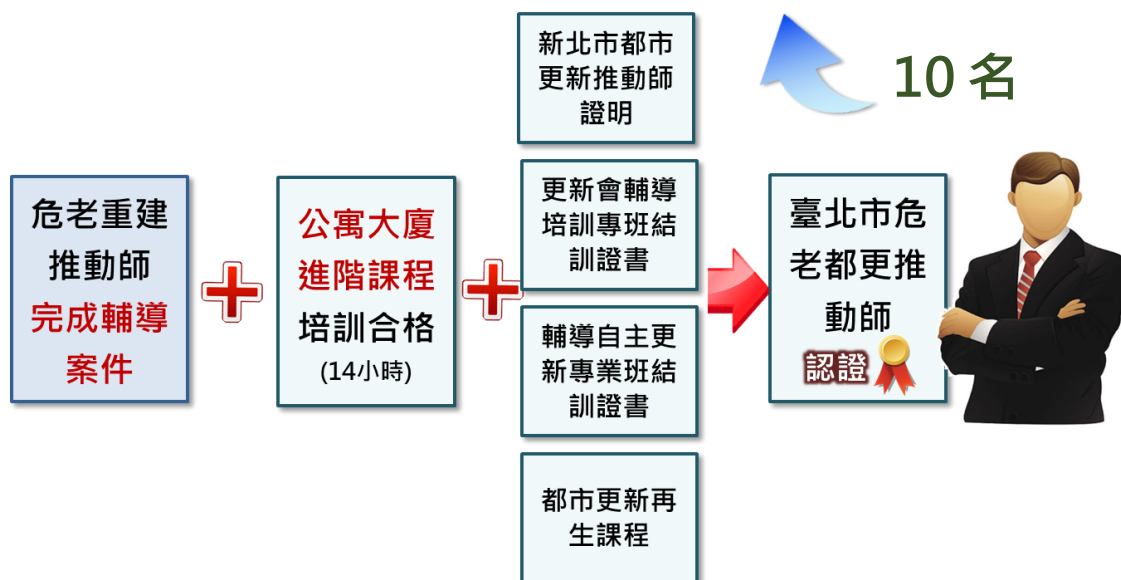 危老重建
推動師
完成輔導
案件
公寓大廈
進階課程
培訓合格
(14小時)
新北市都市
更新推動師
證明
更新會輔導
培訓專班結
訓證書
輔導自主更
新專業班結
訓證書
都市更新再
生課程
10 名
臺北市危
老都更推
動師
認證